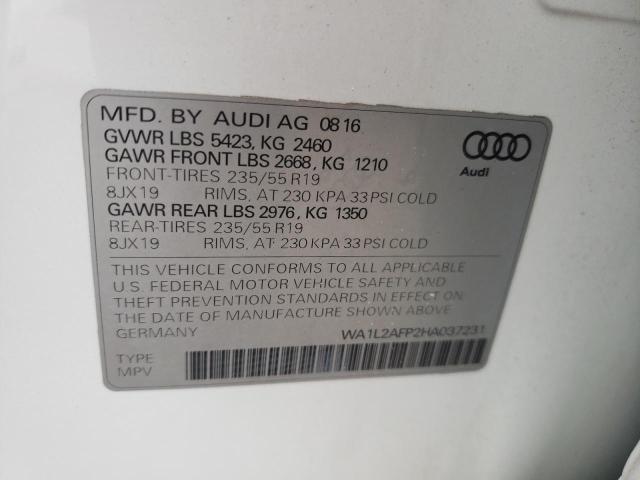 MFD. BY AUDI AG 0816
GVWR LBS 5423, KG 2460
GAWR FRONT LBS 2668, KG 1210
FRONT-TIRES 235/55 R19
8JX19 RIMS, AT 230 KPA 33 PSI COLD
GAWR REAR LBS 2976, KG 1350
REAR-TIRES 235/55 R19
8JX19 RIMS, AT 230 KPA 33 PSI COLD
Audi
THIS VEHICLE CONFORMS TO ALL APPLICABLE
U.S. FEDERAL MOTOR VEHICLE SAFETY AND
THEFT PREVENTION STANDARDS IN EFFECT ON
THE DATE OF MANUFACTURE SHOWN ABOVE.
GERMANY WA1L2AFP2HA037231
TYPE
MPV